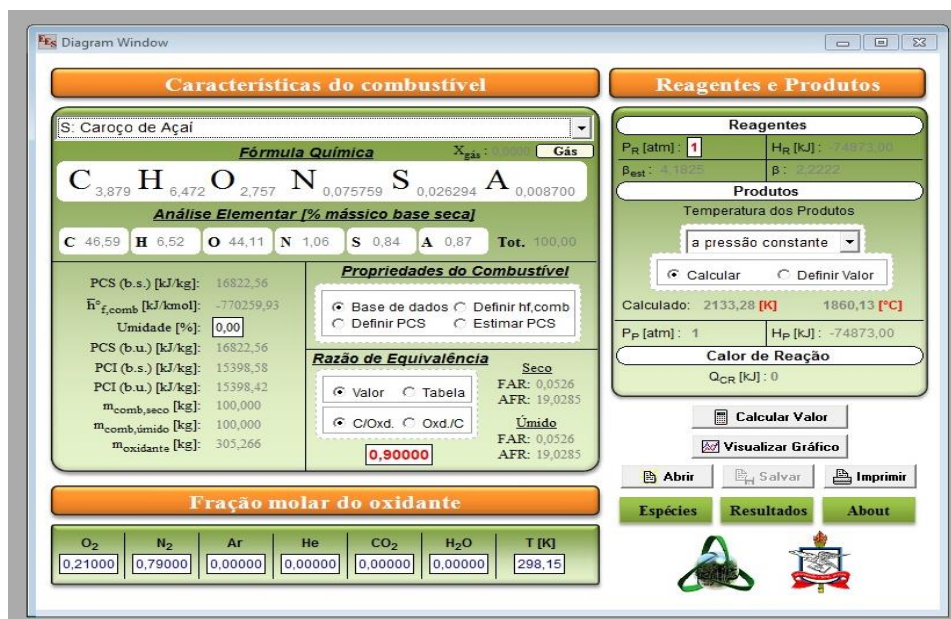 EES Diagram Window
Características do combustível
S: Caroço de Açaí
Fórmula Química Xgás : 0,0000 Gás
C 3,879 H 6,472 O 2,757 N 0,075759 S 0,026294 A 0,008700
Análise Elementar [% mássico base seca]
C 46,59 H 6,52 O 44,11 N 1,06 S 0,84 A 0,87 Tot. 100,00
PCS (b.s.) [kJ/kg]: 16822,56
h°f,comb [kJ/kmol]: -770259,93
Umidade [%]: 0,00
PCS (b.u.) [kJ/kg]: 16822,56
PCI (b.s.) [kJ/kg]: 15398,58
PCI (b.u.) [kJ/kg]: 15398,42
mcomb,seco [kg]: 100,000
mcomb,úmido [kg]: 100,000
moxidante [kg]: 305,266
Propriedades do Combustível
Base de dados Definir hf,comb
Definir PCS Estimar PCS
Razão de Equivalência
Valor Tabela
C/Oxd. Oxd./C
0,90000
Seco
FAR: 0,0526
AFR: 19,0285
Úmido
FAR: 0,0526
AFR: 19,0285
Fração molar do oxidante
O2 N2 Ar He CO2 H2O T [K]
0,21000 0,79000 0,00000 0,00000 0,00000 0,00000 298,15
Reagentes e Produtos
Reagentes
PR [atm] : 1 HR [kJ] : -74873,00
βest : 4,1825 β : 2,2222
Produtos
Temperatura dos Produtos
a pressão constante
Calcular Definir Valor
Calculado: 2133,28 [K] 1860,13 [°C]
PP [atm] : 1 HP [kJ] : -74873,00
Calor de Reação
QCR [kJ] : 0
Calcular Valor
Visualizar Gráfico
Abrir Salvar Imprimir
Espécies Resultados About